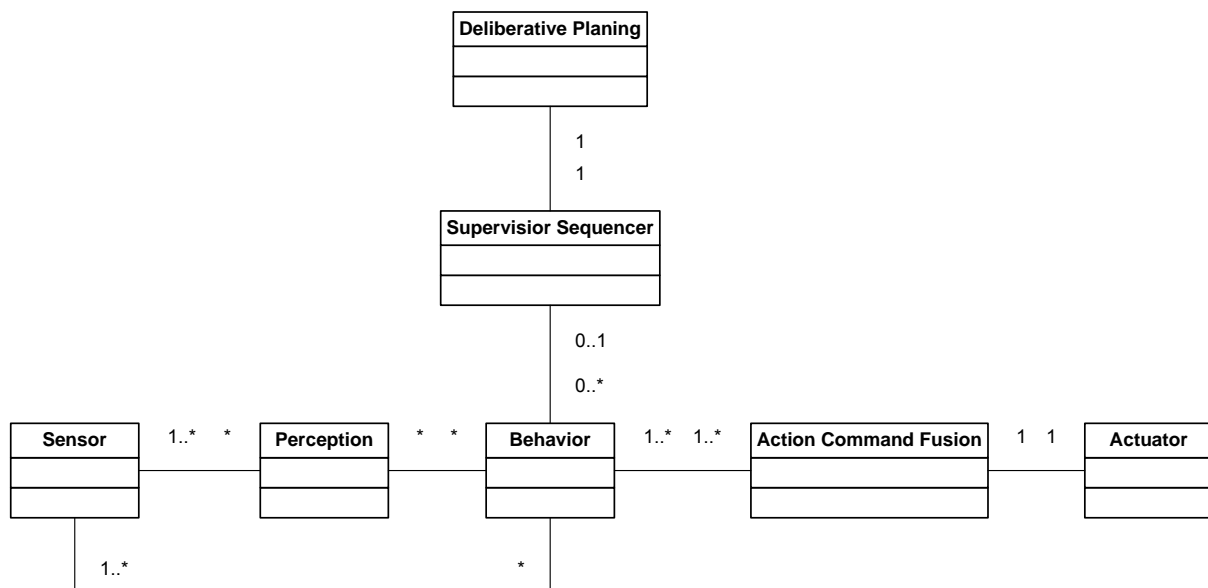 Deliberative Planing
1
1
Supervisior Sequencer
0..1
0..*
Sensor 1..* * Perception * * Behavior 1..* 1..* Action Command Fusion 1 1 Actuator
1..* *